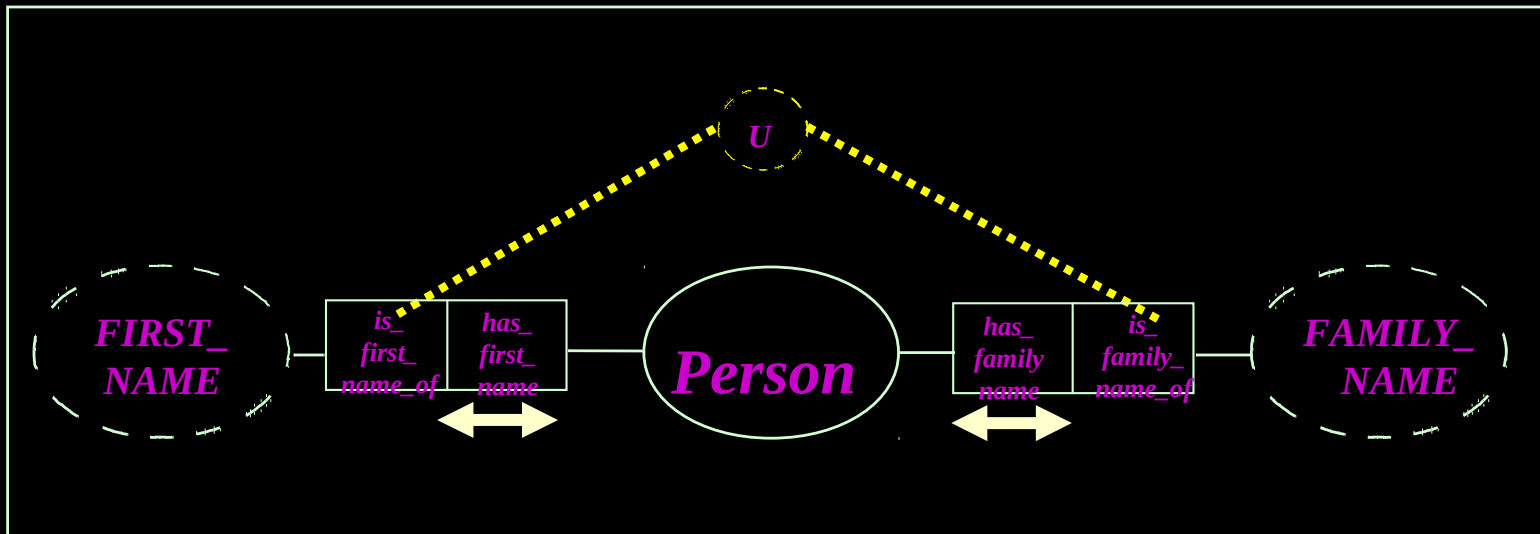 U
FIRST_
NAME
is_
first_
name_of
has_
first_
name
Person
has_
family
name
is_
family_
name_of
FAMILY_
NAME